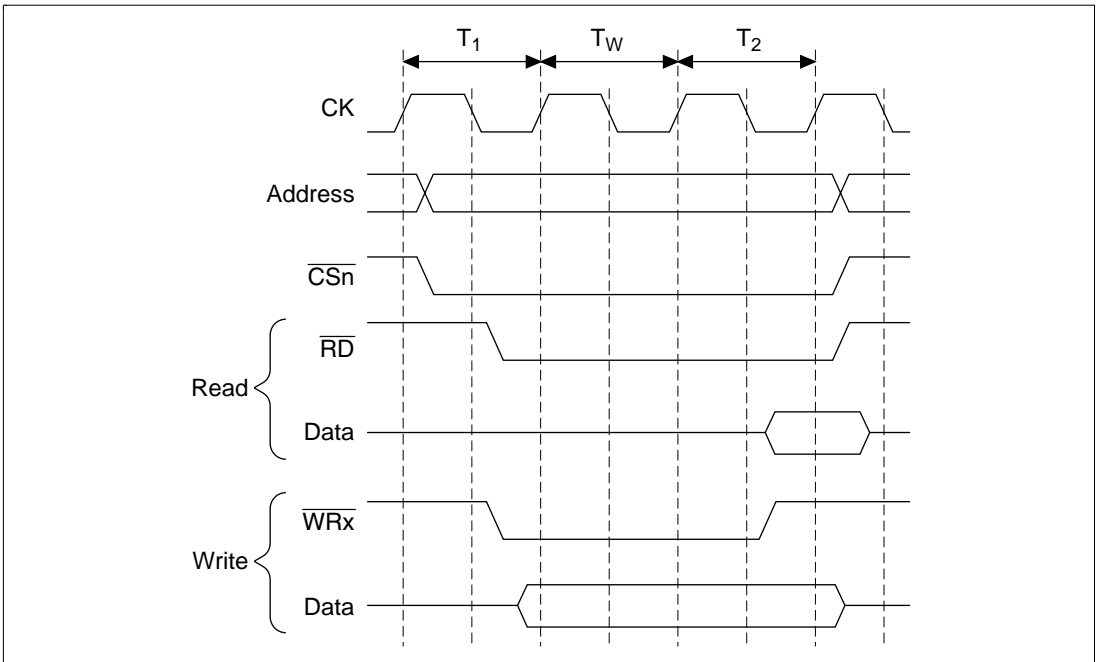 T1 TW T2
CK
Address
CSn
RD
Read
Data
WRx
Write
Data